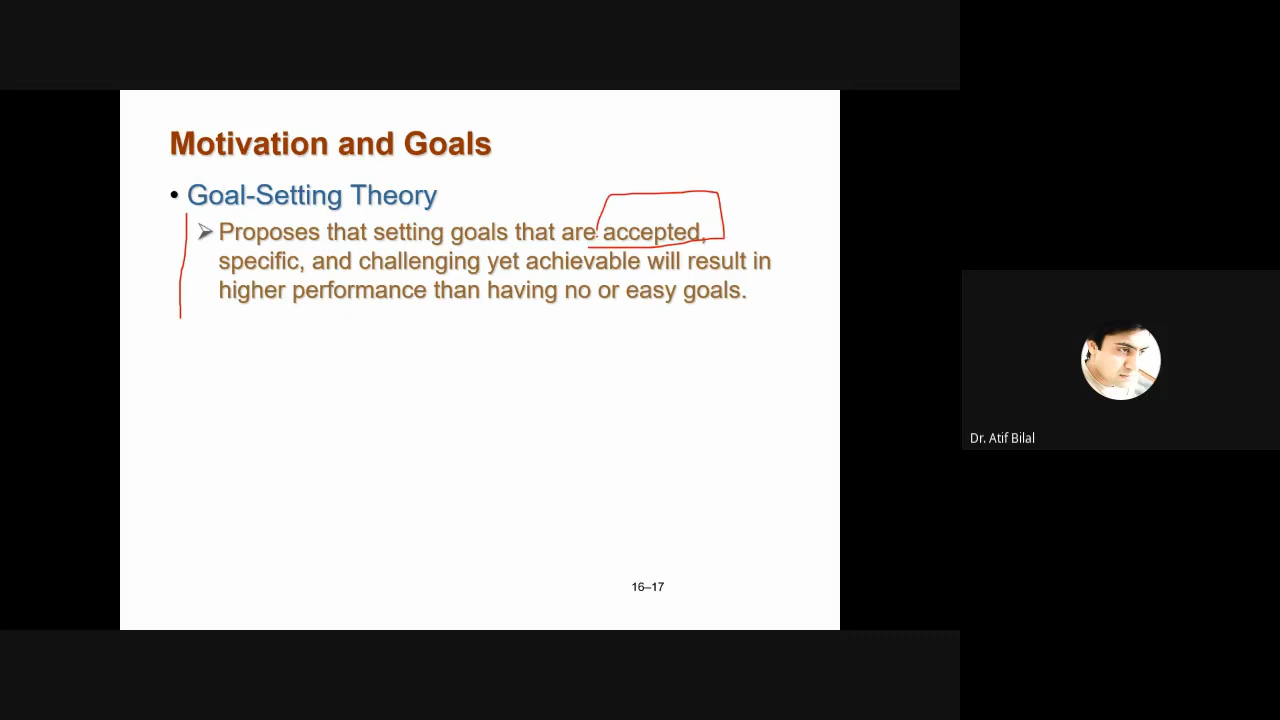 Motivation and Goals
• Goal-Setting Theory
➢ Proposes that setting goals that are accepted,
specific, and challenging yet achievable will result in
higher performance than having no or easy goals.
16–17
Dr. Atif Bilal